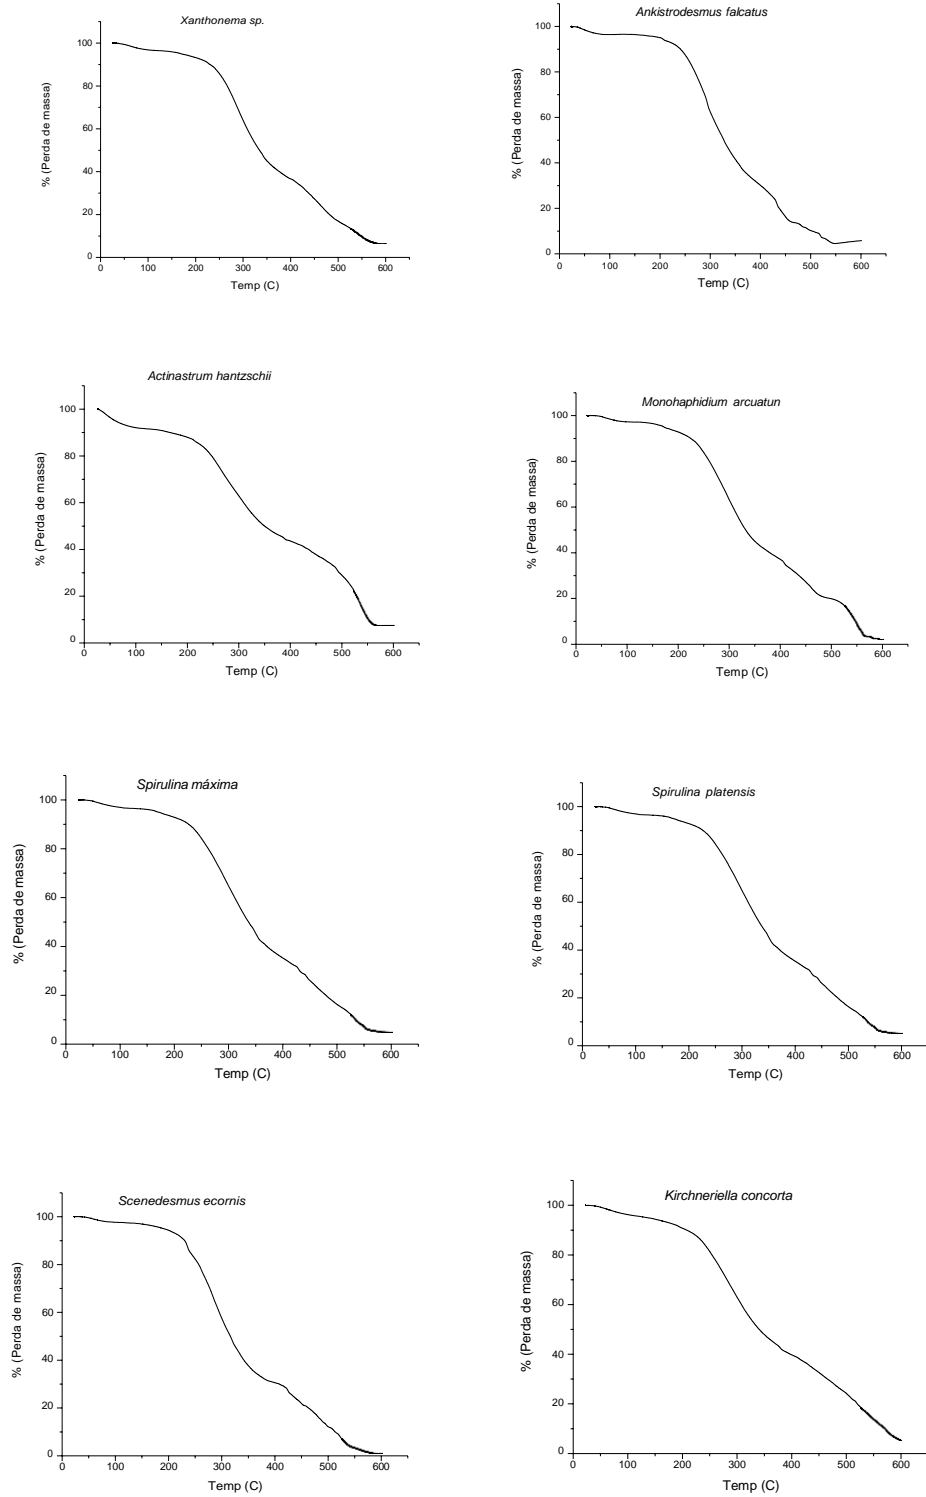 Xanthonema sp.
100
80
60
40
20
0
% (Perda de massa)
0 100 200 300 400 500 600
Temp (C)
Ankistrodesmus falcatus
100
80
60
40
20
0
% (Perda de massa)
0 100 200 300 400 500 600
Temp (C)
Actinastrum hantzschii
100
80
60
40
20
0
% (Perda de massa)
0 100 200 300 400 500 600
Temp (C)
Monohaphidium arcuatun
100
80
60
40
20
0
% (Perda de massa)
0 100 200 300 400 500 600
Temp (C)
Spirulina máxima
100
80
60
40
20
0
% (Perda de massa)
0 100 200 300 400 500 600
Temp (C)
Spirulina platensis
100
80
60
40
20
0
% (Perda de massa)
0 100 200 300 400 500 600
Temp (C)
Scenedesmus ecornis
100
80
60
40
20
0
% (Perda de massa)
0 100 200 300 400 500 600
Temp (C)
Kirchneriella concorta
100
80
60
40
20
0
% (Perda de massa)
0 100 200 300 400 500 600
Temp (C)